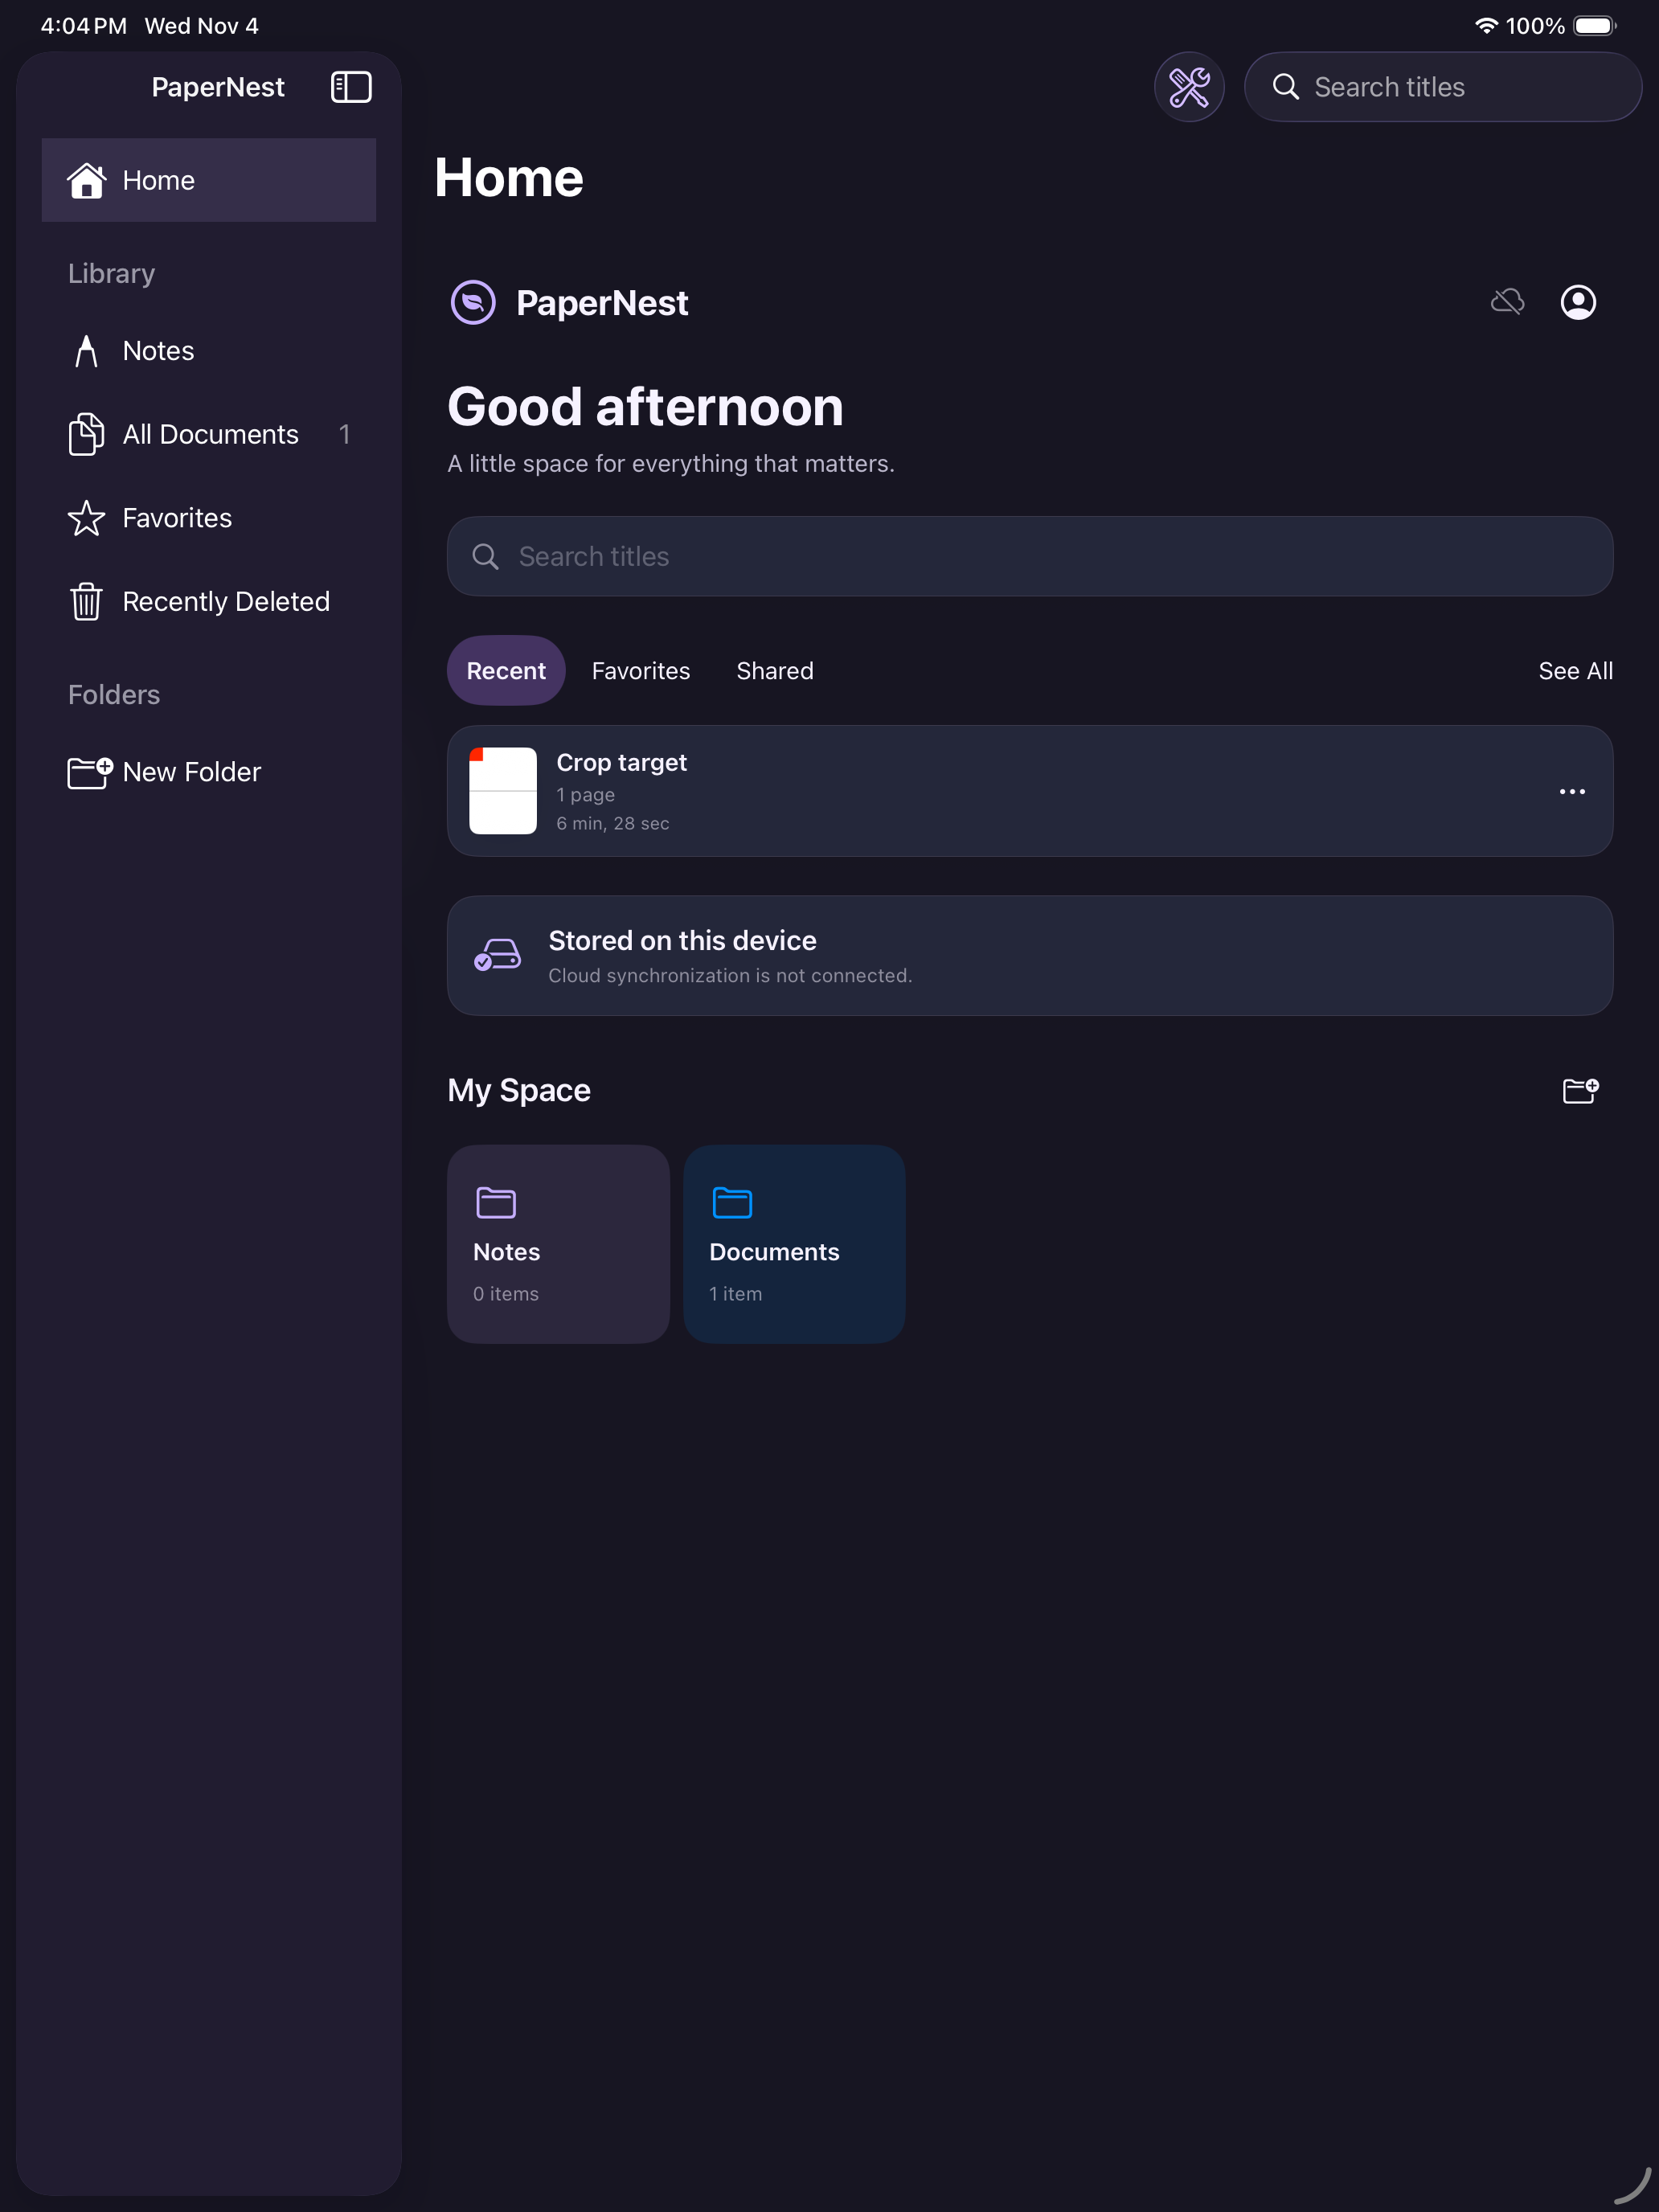 4:04 PM Wed Nov 4
100%
PaperNest
Search titles
Home
Library
Notes
All Documents 1
Favorites
Recently Deleted
Folders
New Folder
Home
PaperNest
Good afternoon
A little space for everything that matters.
Search titles
Recent Favorites Shared See All
Crop target
1 page
6 min, 28 sec
Stored on this device
Cloud synchronization is not connected.
My Space
Notes
0 items
Documents
1 item